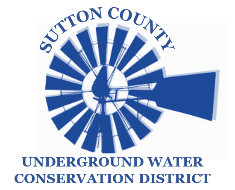 SUTTON COUNTY
UNDERGROUND WATER
CONSERVATION DISTRICT